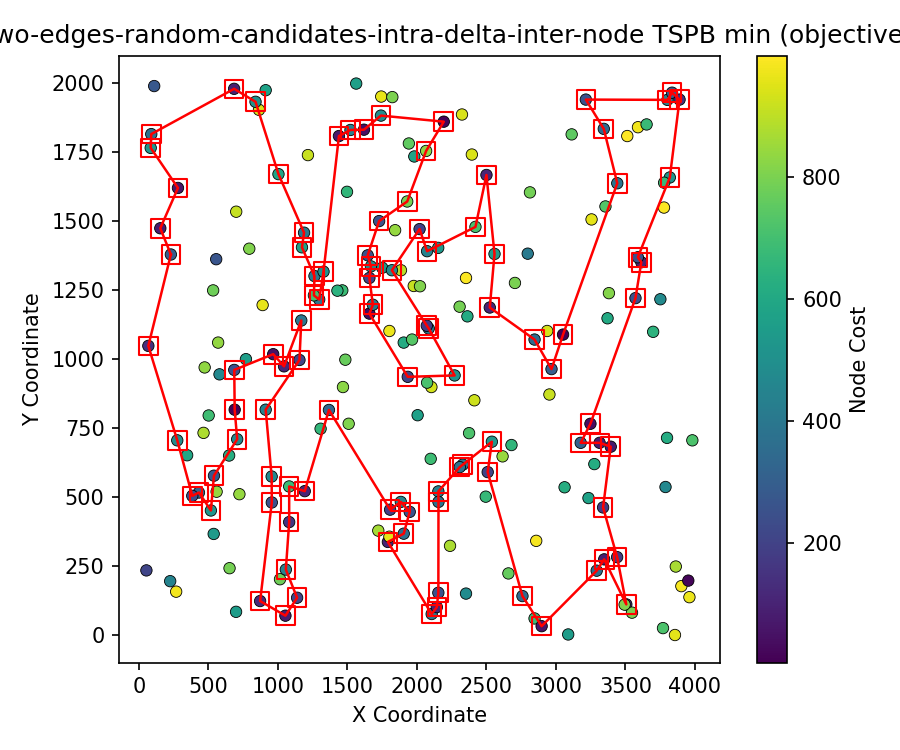 wo-edges-random-candidates-intra-delta-inter-node TSPB min (objective
2000
1750
1500
1250
1000
750
500
250
0
Y Coordinate
0 500 1000 1500 2000 2500 3000 3500 4000
X Coordinate
800
600
400
200
Node Cost